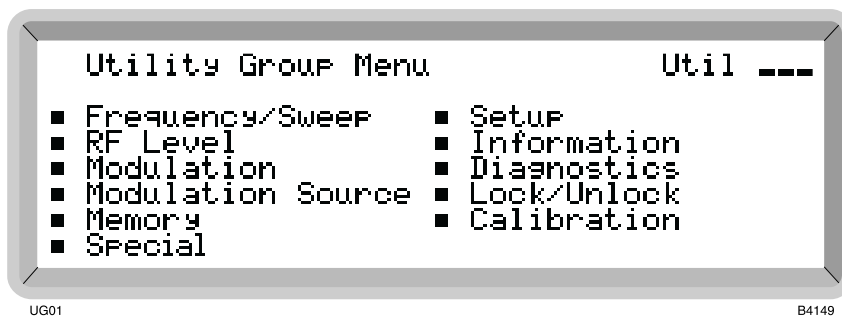 Utility Group Menu Util ___
■ Frequency/Sweep ■ Setup
■ RF Level ■ Information
■ Modulation ■ Diagnostics
■ Modulation Source ■ Lock/Unlock
■ Memory ■ Calibration
■ Special
UG01 B4149